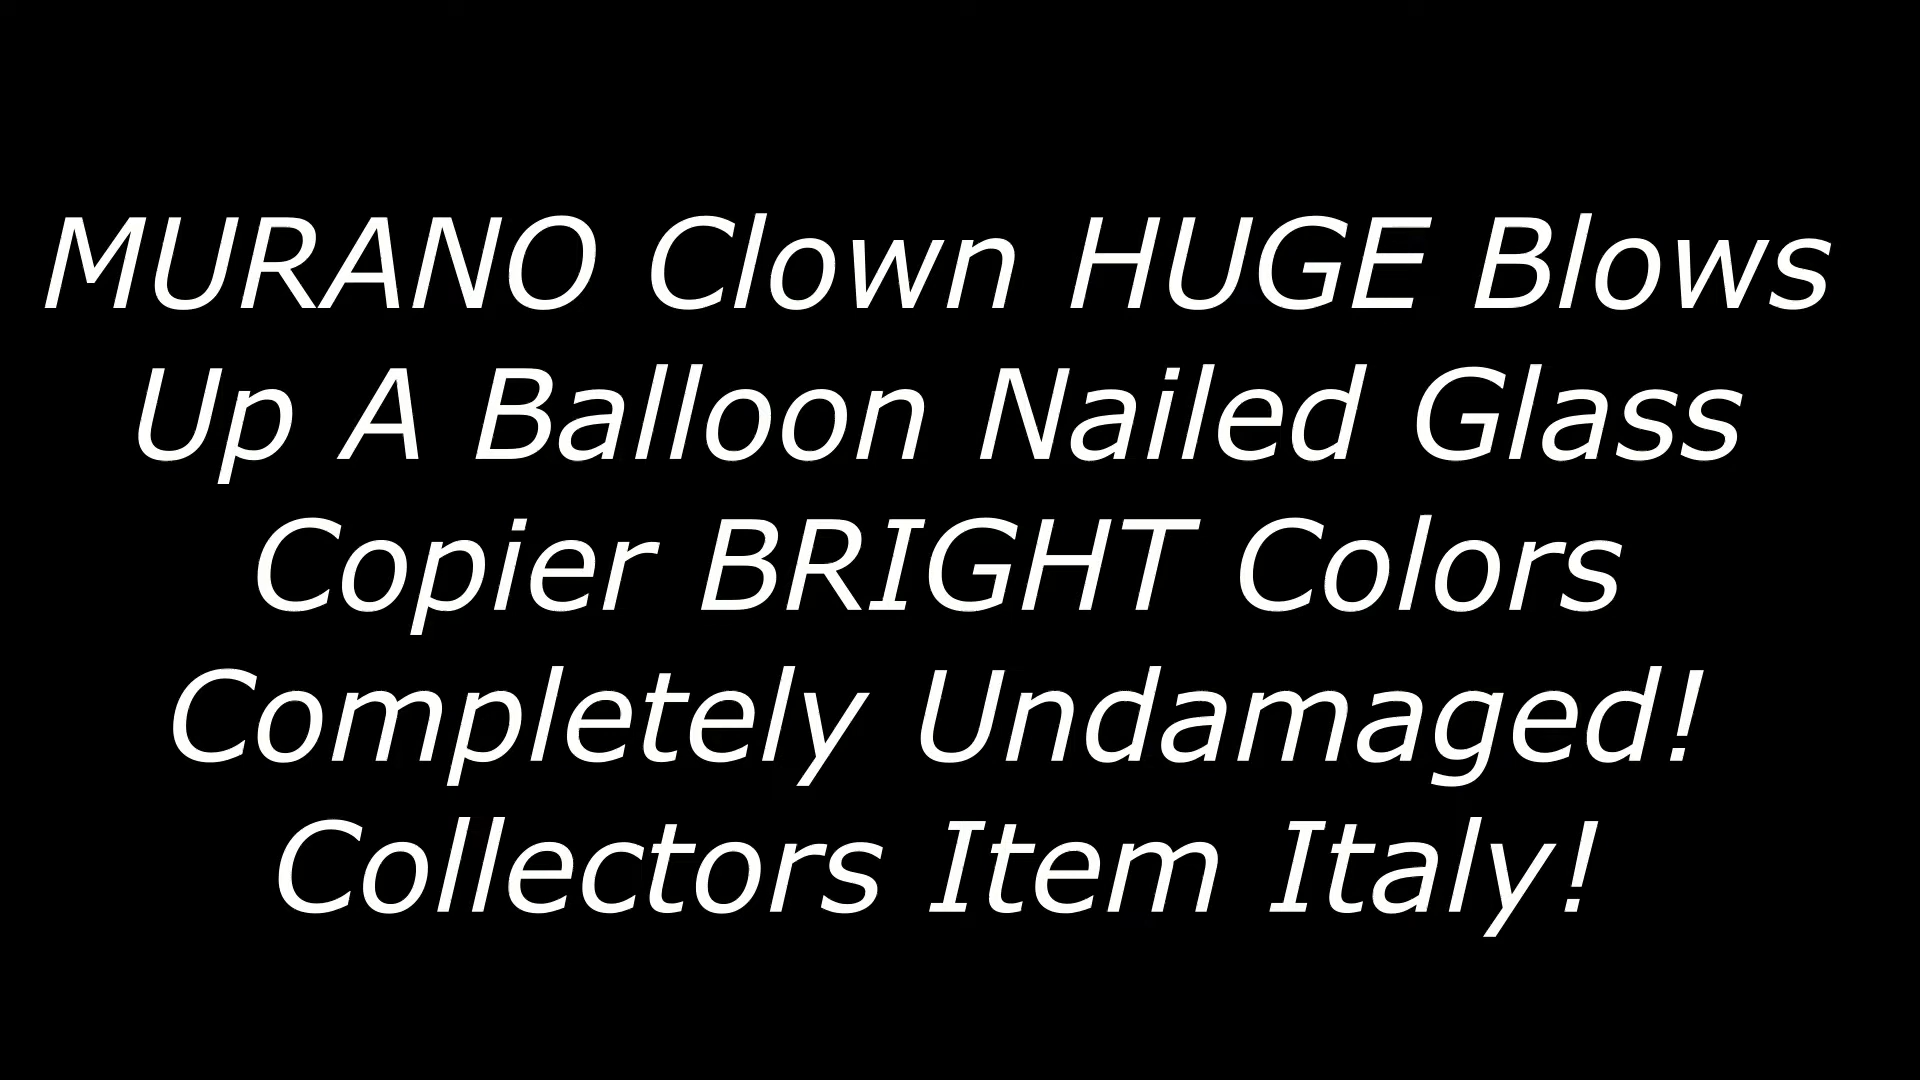 MURANO Clown HUGE Blows
Up A Balloon Nailed Glass
Copier BRIGHT Colors
Completely Undamaged!
Collectors Item Italy!